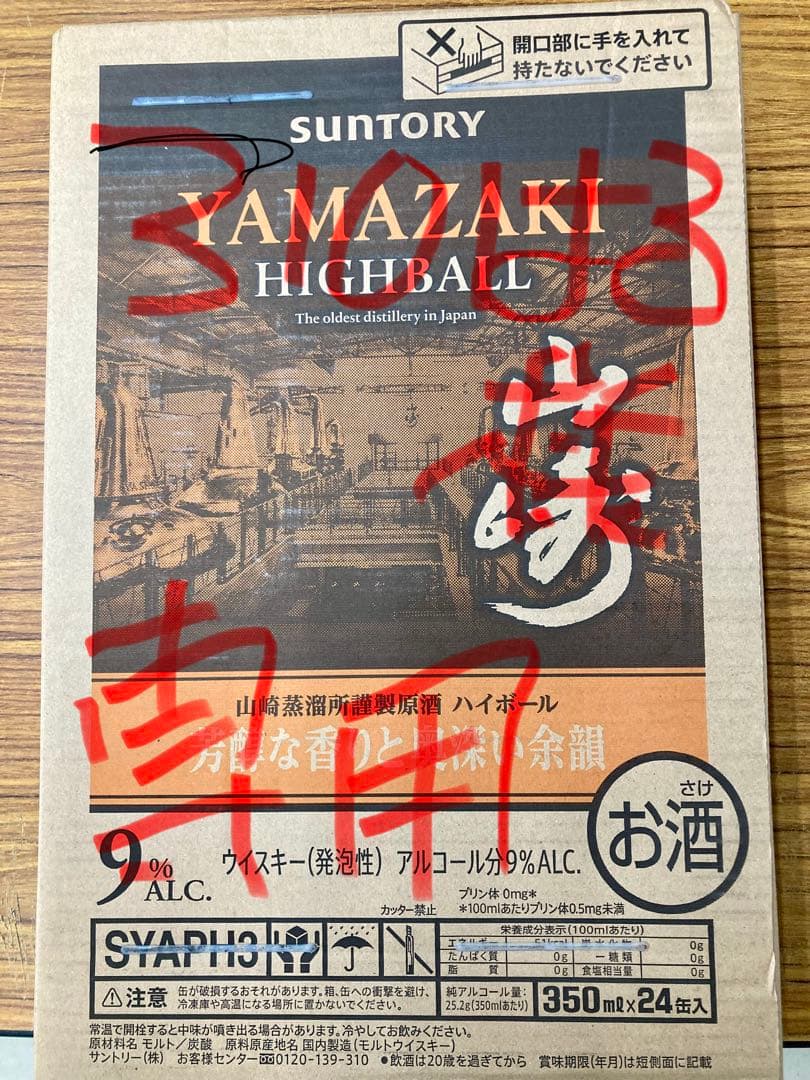 開口部に手を入れて
持たないでください
SUNTORY
YAMAZAKI
HIGHBALL
The oldest distillery in Japan
様
山崎
専用
山崎蒸溜所謹製原酒 ハイボール
芳醇な香りと奥深い余韻
さけ
お酒
9%
ALC.
ウイスキー(発泡性) アルコール分9%ALC.
プリン体 0mg*
カッター禁止 *100mlあたりプリン体0.5mg未満
SYAPH3
栄養成分表示(100mlあたり)
エネルギー 51kcal 炭水化物 0g
たんぱく質 0g ー糖類 0g
脂質 0g 食塩相当量 0g
⚠注意 缶が破損するおそれがあります。箱、缶への衝撃を避け、
冷凍庫や高温になる場所に置かないでください。
純アルコール量:
25.2g(350mlあたり)
350ml×24缶入
常温で開栓すると中味が噴き出る場合があります。冷やしてお飲みください。
原材料名 モルト/炭酸 原料原産地名 国内製造(モルトウイスキー)
サントリー(株) お客様センター 0120-139-310 ●飲酒は20歳を過ぎてから 賞味期限(年月)は短側面に記載